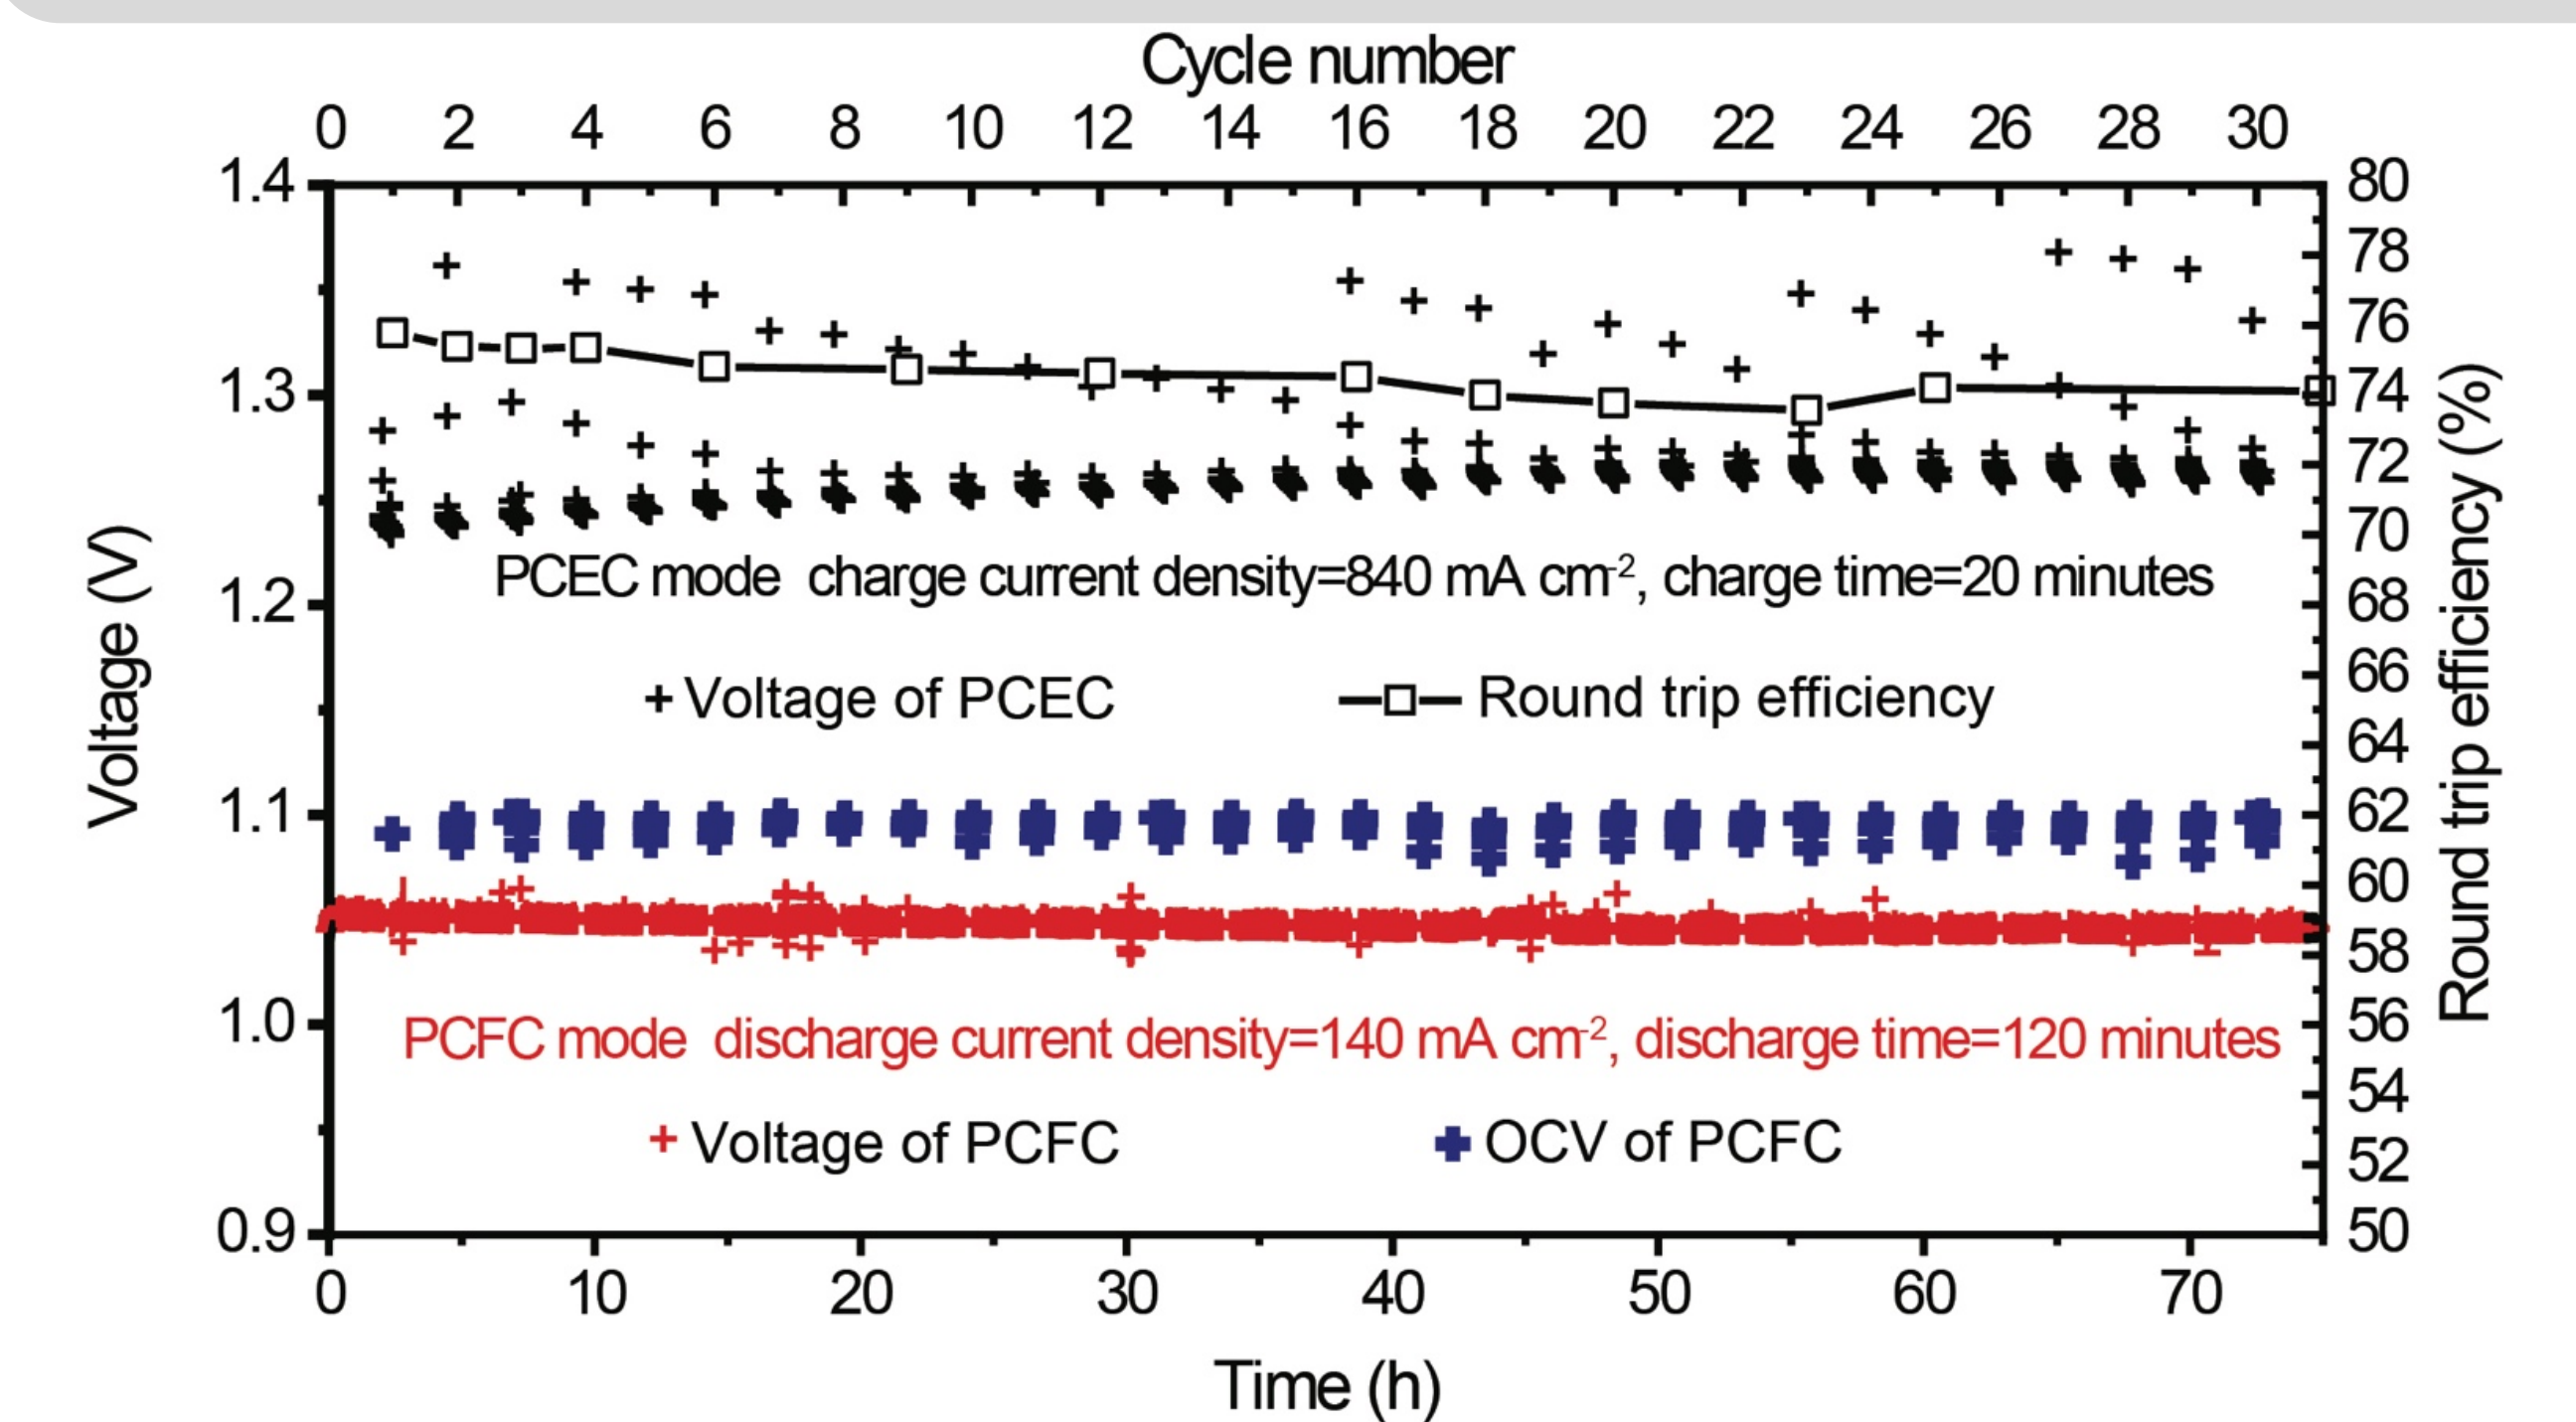 Cycle number
0 2 4 6 8 10 12 14 16 18 20 22 24 26 28 30
1.4
1.3
1.2
1.1
1.0
0.9
Voltage (V)
80
78
76
74
72
70
68
66
64
62
60
58
56
54
52
50
Round trip efficiency (%)
PCEC mode charge current density=840 mA cm-2, charge time=20 minutes
Voltage of PCEC
Round trip efficiency
PCFC mode discharge current density=140 mA cm-2, discharge time=120 minutes
Voltage of PCFC
OCV of PCFC
0 10 20 30 40 50 60 70
Time (h)